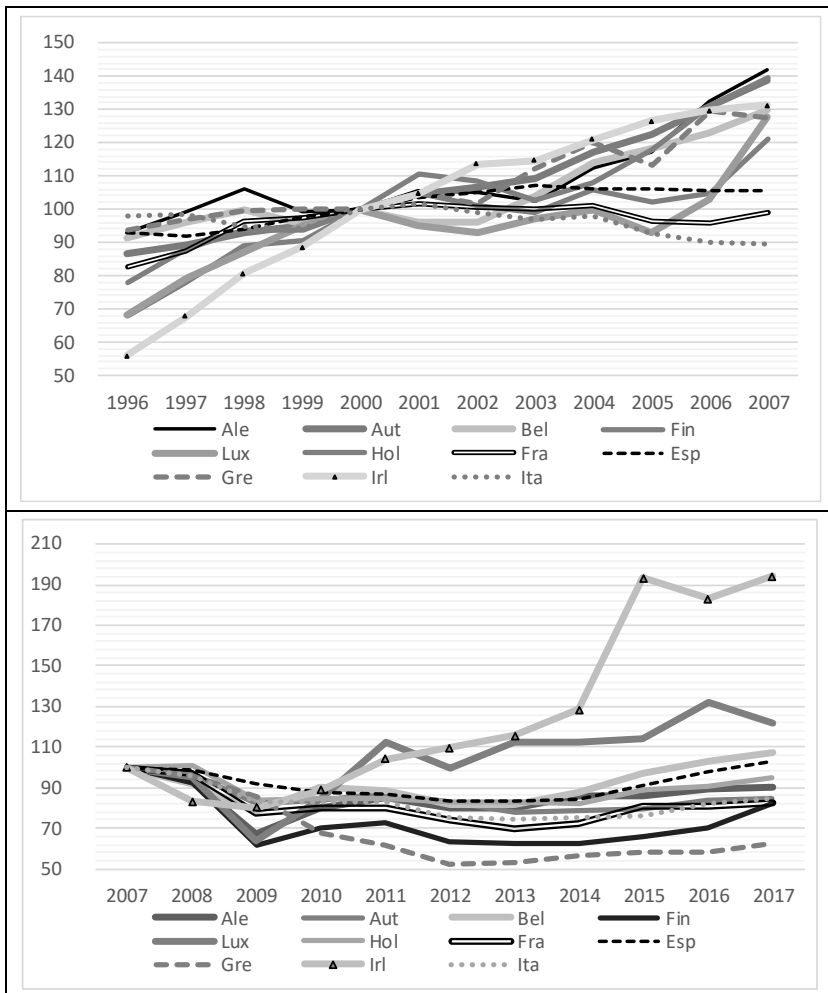 150
140
130
120
110
100
90
80
70
60
50
1996 1997 1998 1999 2000 2001 2002 2003 2004 2005 2006 2007
Ale Aut Bel Fin
Lux Hol Fra Esp
Gre Irl Ita
210
190
170
150
130
110
90
70
50
2007 2008 2009 2010 2011 2012 2013 2014 2015 2016 2017
Ale Aut Bel Fin
Lux Hol Fra Esp
Gre Irl Ita